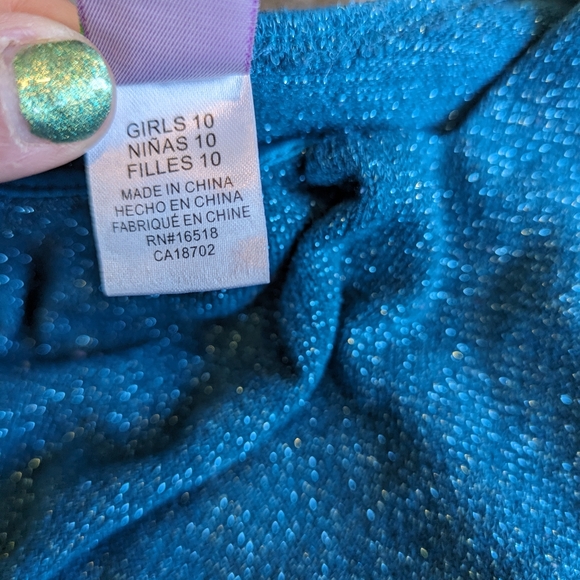 GIRLS 10
NIÑAS 10
FILLES 10
MADE IN CHINA
HECHO EN CHINA
FABRIQUÉ EN CHINE
RN#16518
CA18702